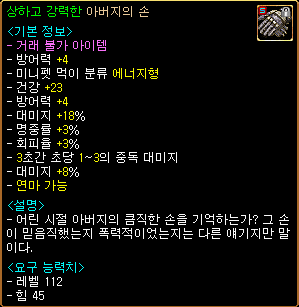 상하고 강력한 아버지의 손
<기본 정보>
- 거래 불가 아이템
- 방어력 +4
- 미니펫 먹이 분류 에너지형
- 건강 +23
- 방어력 +4
- 대미지 +18%
- 명중률 +3%
- 회피율 +3%
- 3초간 초당 1~3의 중독 대미지
- 대미지 +8%
- 연마 가능
<설명>
- 어린 시절 아버지의 큼직한 손을 기억하는가? 그 손
이 믿음직했는지 폭력적이었는지는 다른 얘기지만 말
이다.
<요구 능력치>
- 레벨 112
- 힘 45